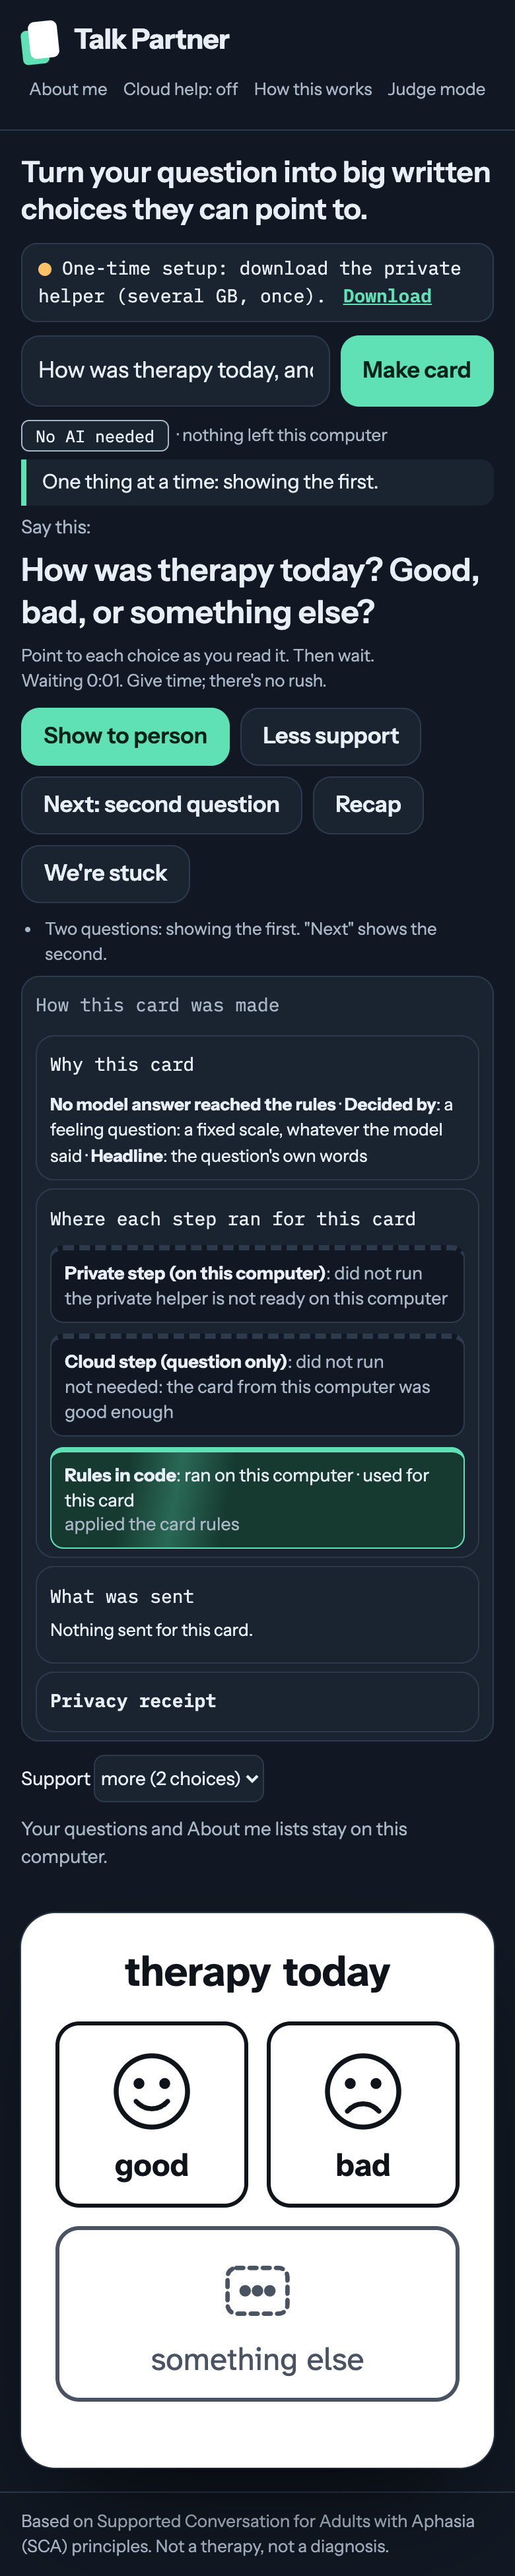 Talk Partner
About me Cloud help: off How this works Judge mode
Turn your question into big written
choices they can point to.
One-time setup: download the private
helper (several GB, once). Download
How was therapy today, and
Make card
No AI needed · nothing left this computer
One thing at a time: showing the first.
Say this:
How was therapy today? Good,
bad, or something else?
Point to each choice as you read it. Then wait.
Waiting 0:01. Give time; there's no rush.
Show to person Less support
Next: second question Recap
We're stuck
• Two questions: showing the first. "Next" shows the
second.
How this card was made
Why this card
No model answer reached the rules · Decided by: a
feeling question: a fixed scale, whatever the model
said · Headline: the question's own words
Where each step ran for this card
Private step (on this computer): did not run
the private helper is not ready on this computer
Cloud step (question only): did not run
not needed: the card from this computer was
good enough
Rules in code: ran on this computer · used for
this card
applied the card rules
What was sent
Nothing sent for this card.
Privacy receipt
Support more (2 choices)
Your questions and About me lists stay on this
computer.
therapy today
good bad
something else
Based on Supported Conversation for Adults with Aphasia
(SCA) principles. Not a therapy, not a diagnosis.